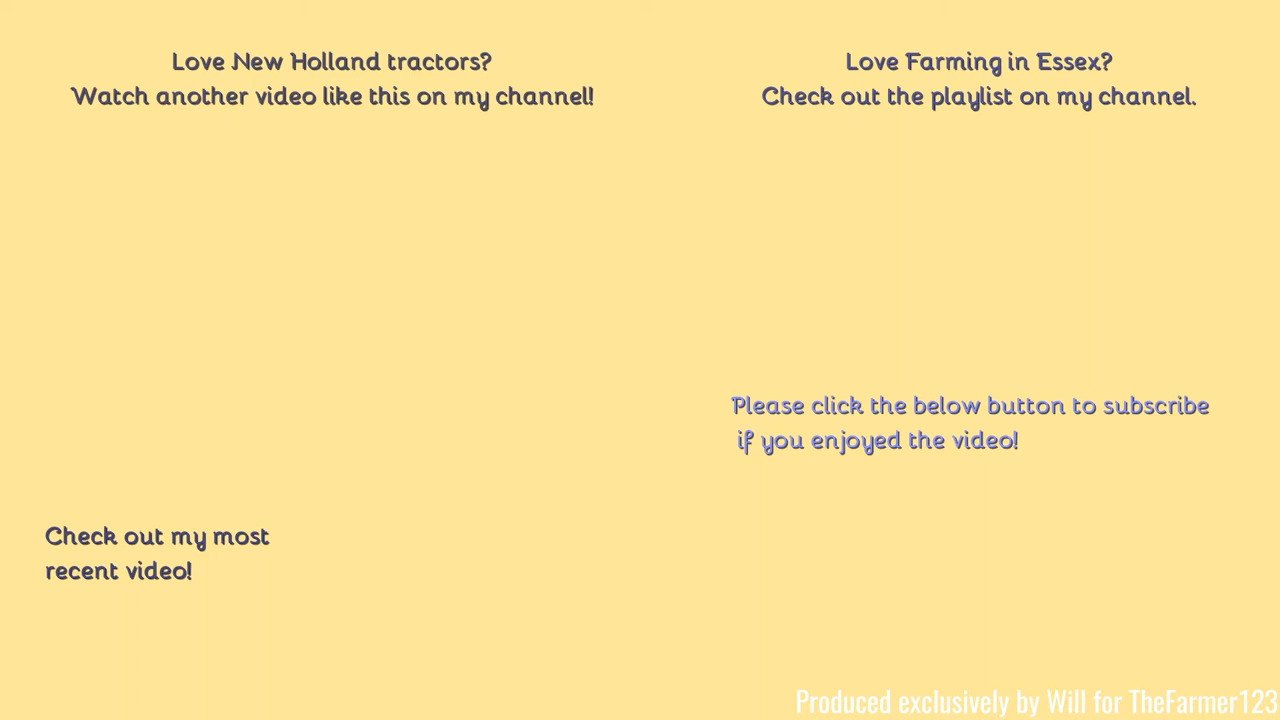 Love New Holland tractors?
Watch another video like this on my channel!
Love Farming in Essex?
Check out the playlist on my channel.
Please click the below button to subscribe
if you enjoyed the video!
Check out my most
recent video!
Produced exclusively by Will for TheFarmer123